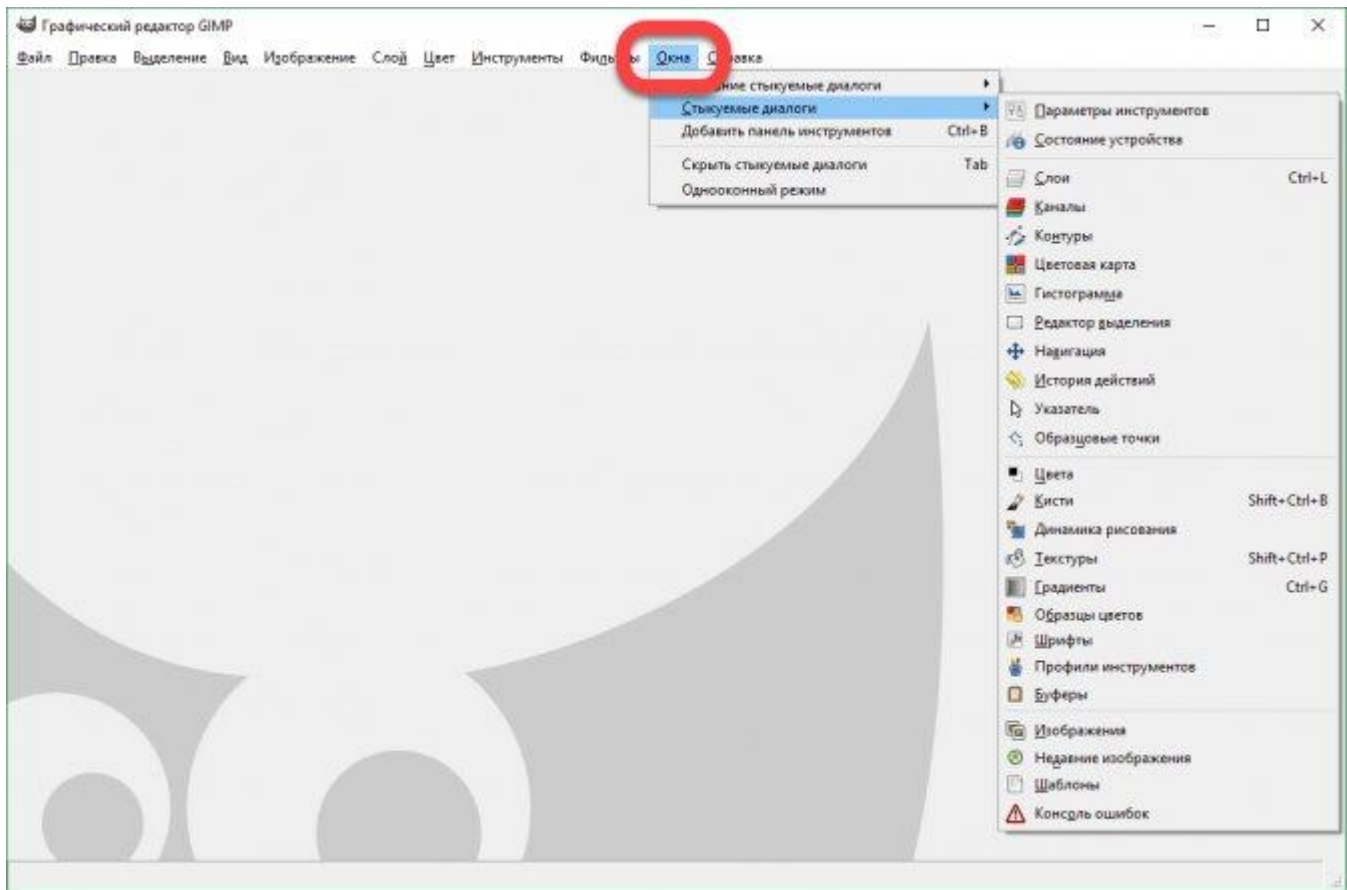 Графический редактор GIMP
Файл Правка Выделение Вид Изображение Слой Цвет Инструменты Окна
стыкуемые диалоги
Стыкуемые диалоги
Добавить панель инструментов Ctrl+B
Скрыть стыкуемые диалоги Tab
Однооконный режим
Параметры инструментов
Состояние устройства
Слои Ctrl+L
Каналы
Контуры
Цветовая карта
Гистограмма
Редактор выделения
Навигация
История действий
Указатель
Образцовые точки
Цвета
Кисти Shift+Ctrl+B
Динамика рисования
Текстуры Shift+Ctrl+P
Градиенты Ctrl+G
Образцы цветов
Шрифты
Профили инструментов
Буферы
Изображения
Недавние изображения
Шаблоны
Консоль ошибок